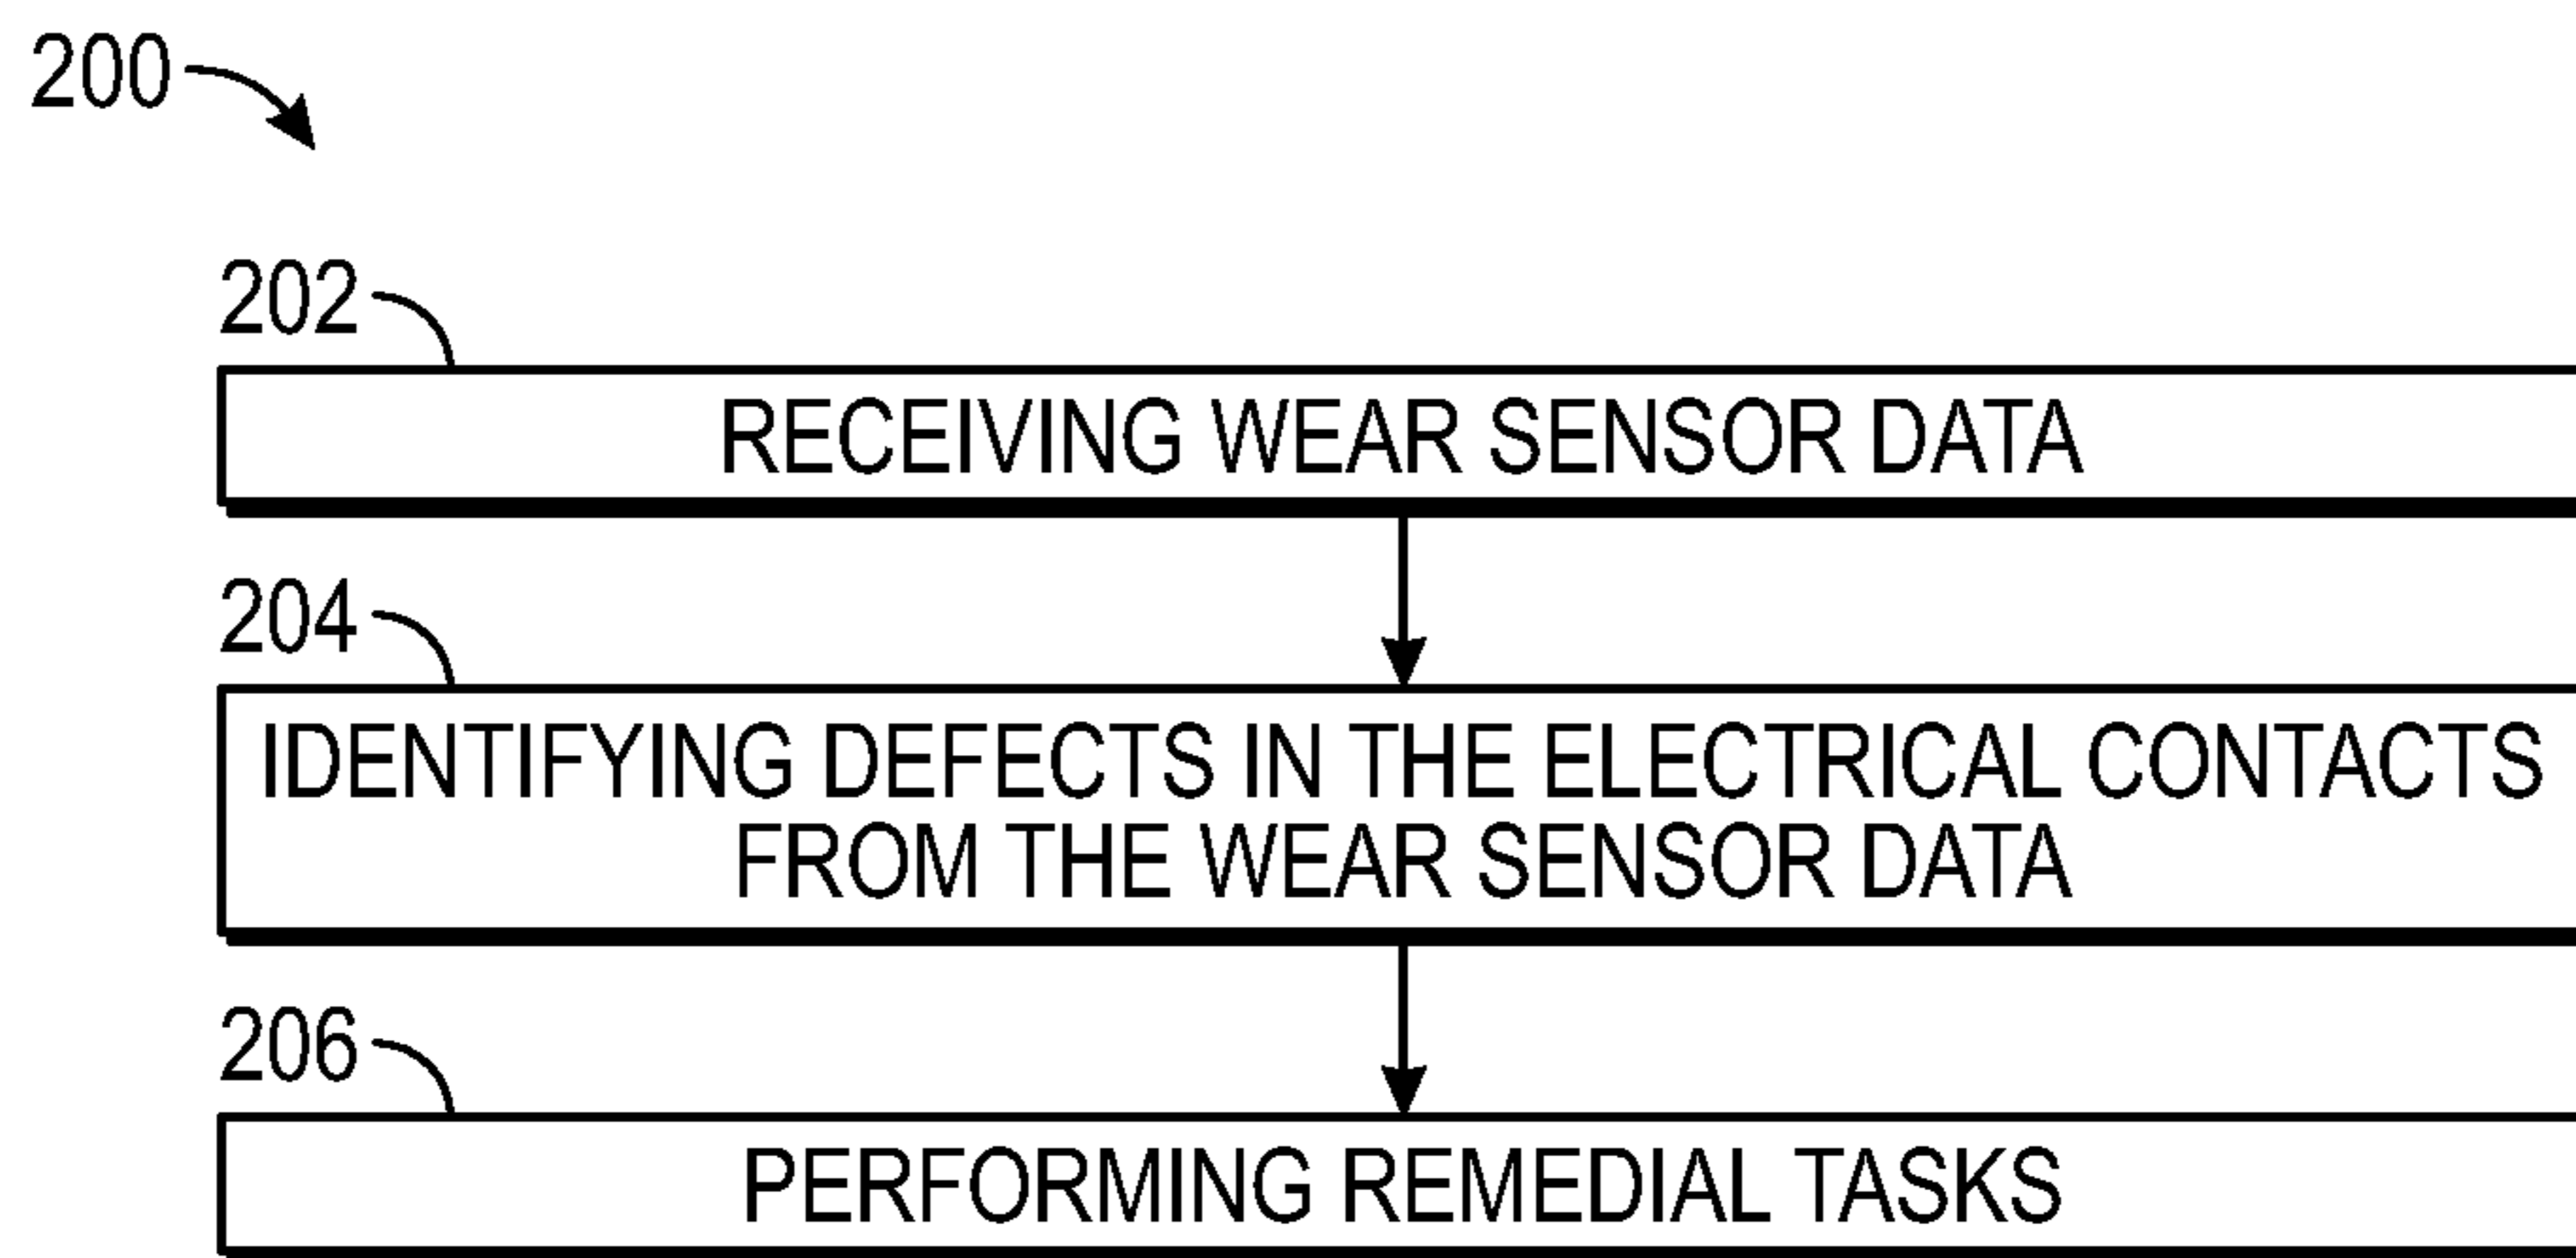 200
202
RECEIVING WEAR SENSOR DATA
204
IDENTIFYING DEFECTS IN THE ELECTRICAL CONTACTS
FROM THE WEAR SENSOR DATA
206
PERFORMING REMEDIAL TASKS